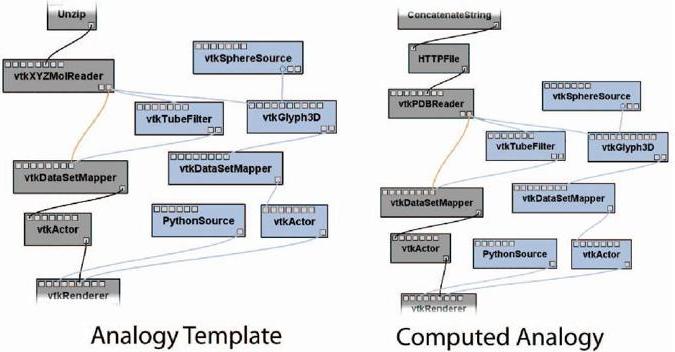 Unzip
vtkXYZMolReader
vtkSphereSource
vtkTubeFilter
vtkGlyph3D
vtkDataSetMapper
vtkDataSetMapper
vtkActor
PythonSource
vtkActor
vtkRenderer
Analogy Template
ConcatenateString
HTTPFile
vtkPDBReader
vtkSphereSource
vtkTubeFilter
vtkGlyph3D
vtkDataSetMapper
vtkDataSetMapper
vtkActor
PythonSource
vtkActor
vtkRenderer
Computed Analogy